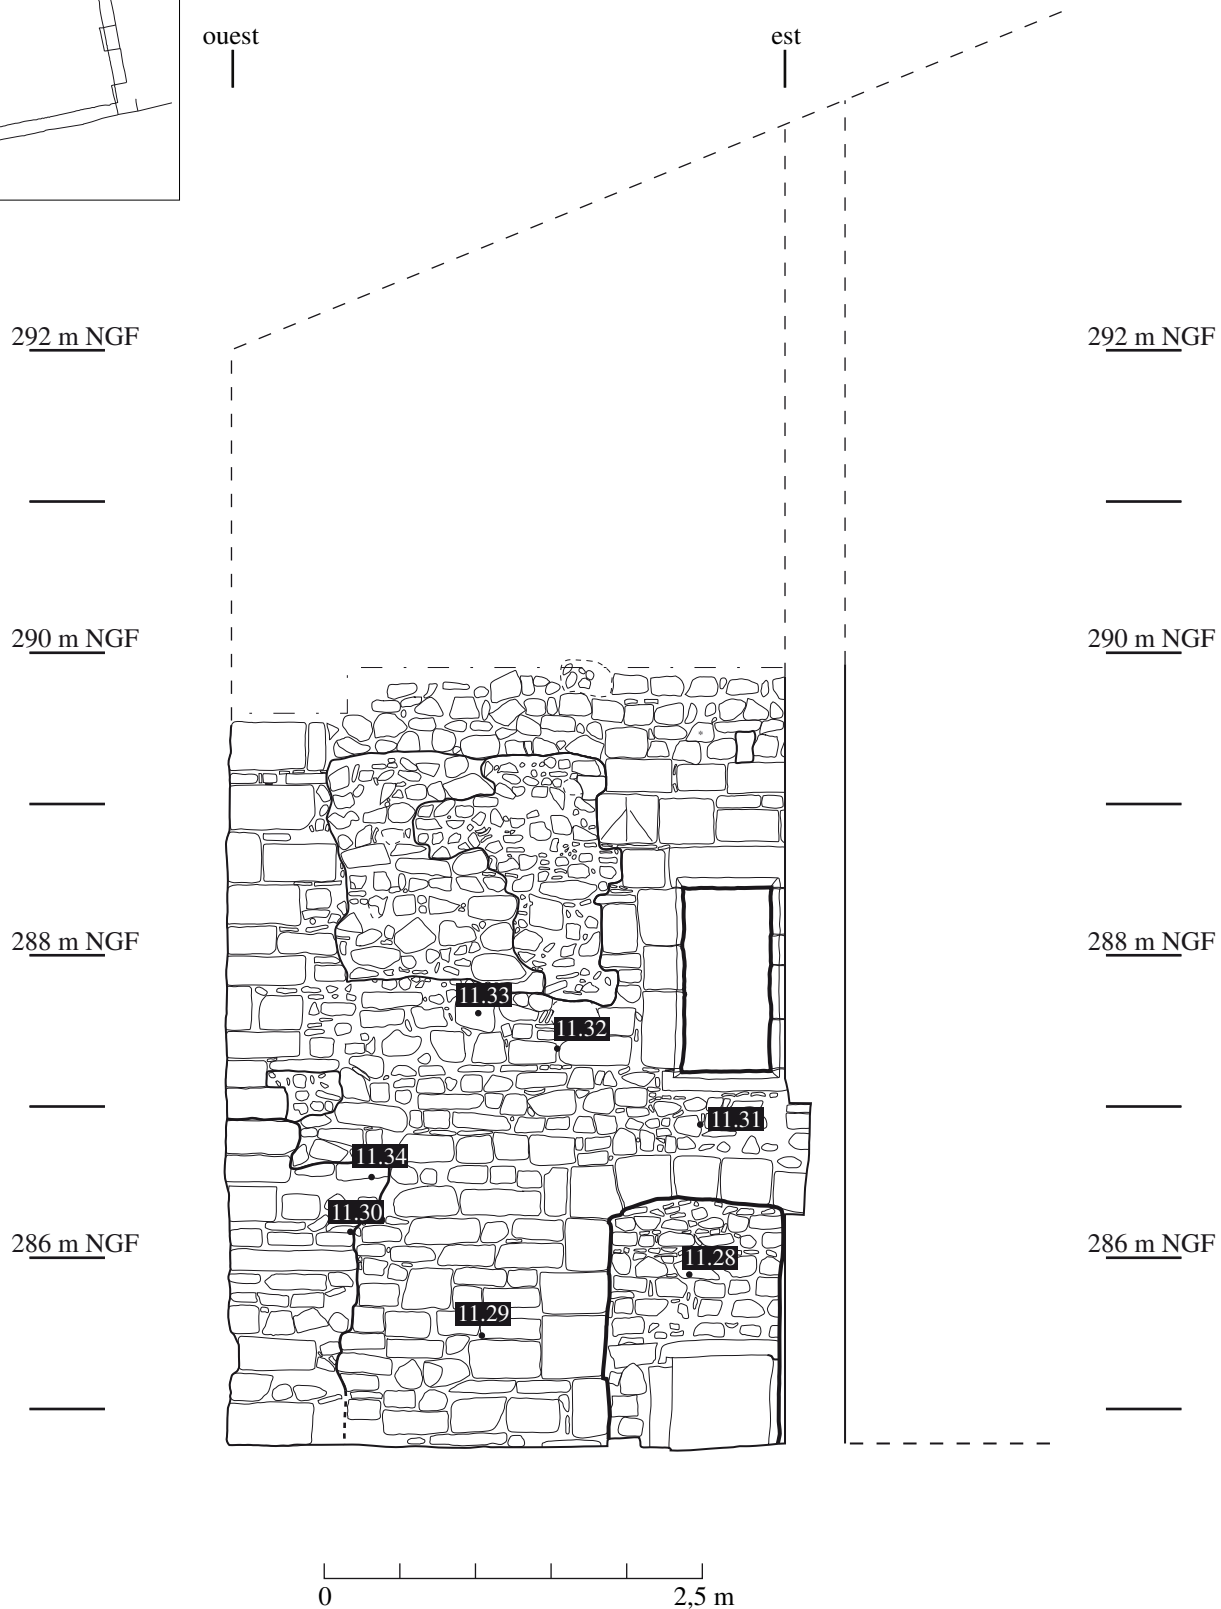 ouest est
292 m NGF 292 m NGF
290 m NGF 290 m NGF
288 m NGF 288 m NGF
11.33
11.32
11.31
11.34
11.30
286 m NGF 286 m NGF
11.28
11.29
0 2,5 m